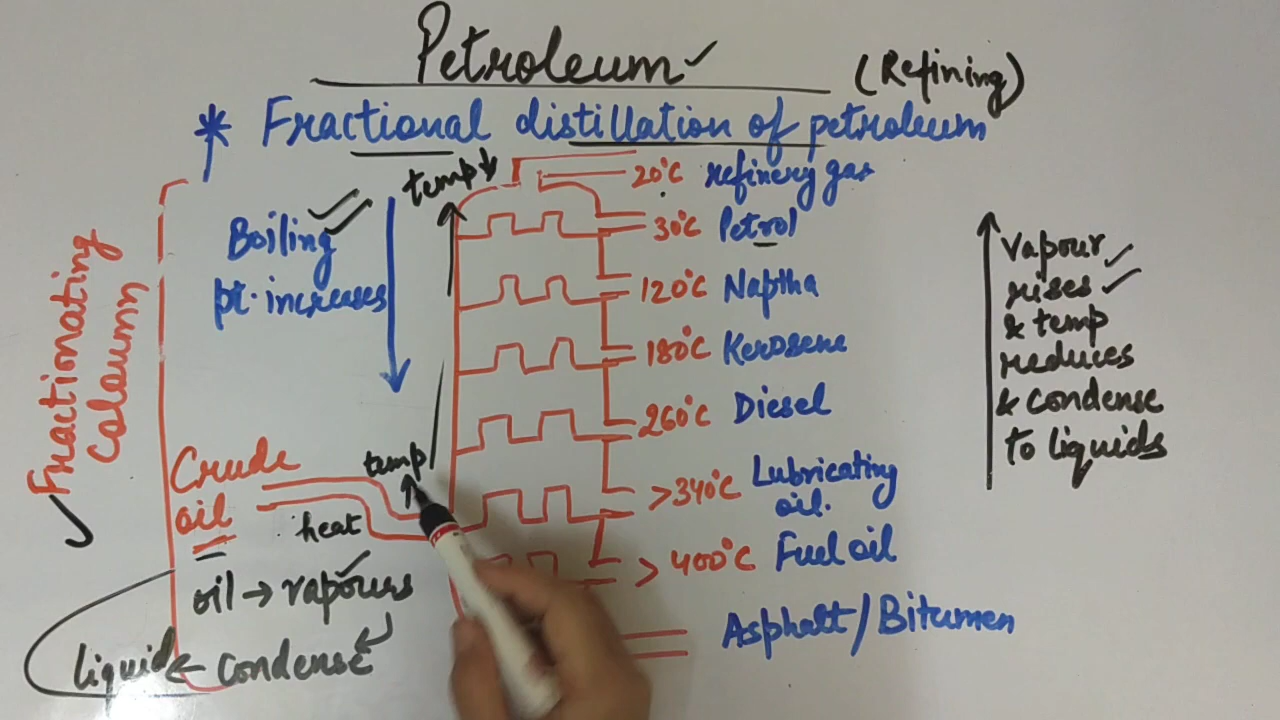 Petroleum
(Refining)
* Fractional distillation of petroleum
temp↓
20°C refinery gas
Boiling
pt. increases
30°C Petrol
120°C Naptha
180°C Kerosene
260°C Diesel
>340°C Lubricating
oil.
>400°C Fuel oil
Asphalt/Bitumen
Vapour
rises
& temp
reduces
& condense
to liquids
Fractionating
Coloumn
temp
↑
Crude
oil
heat
oil → vapours
liquid ← condense